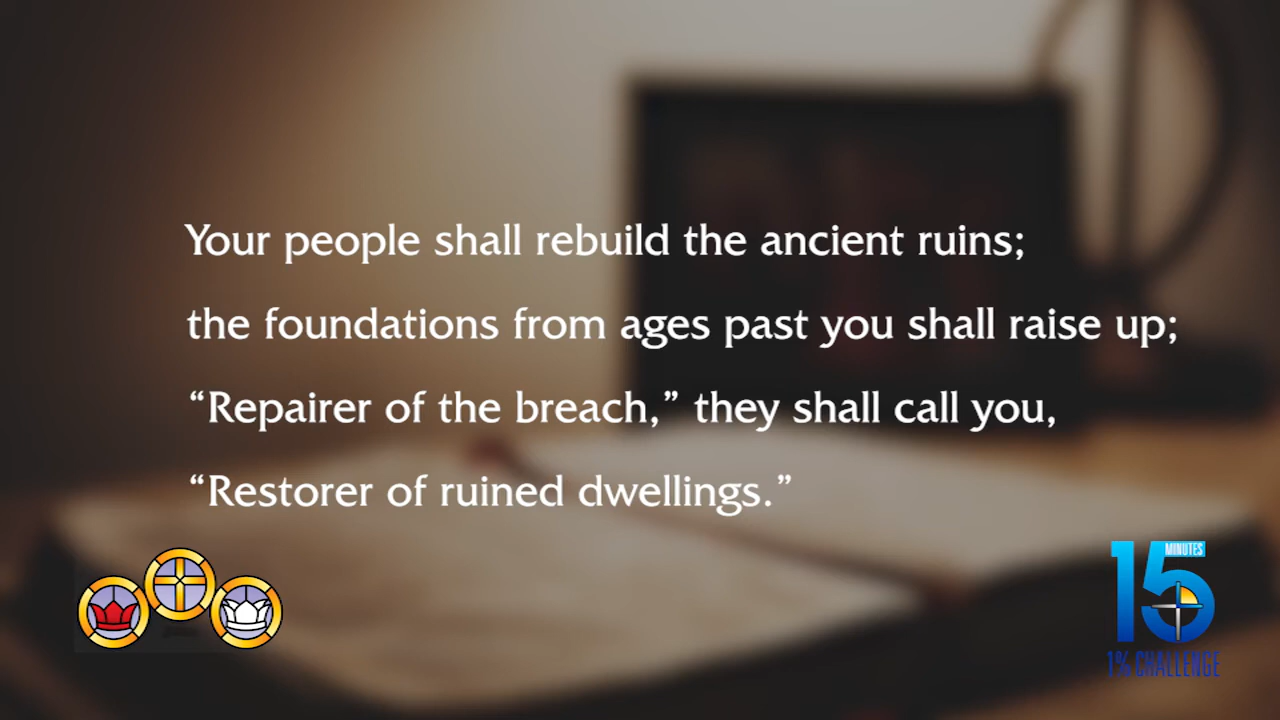 Your people shall rebuild the ancient ruins;
the foundations from ages past you shall raise up;
“Repairer of the breach,” they shall call you,
“Restorer of ruined dwellings.”
15
MINUTES
1% CHALLENGE